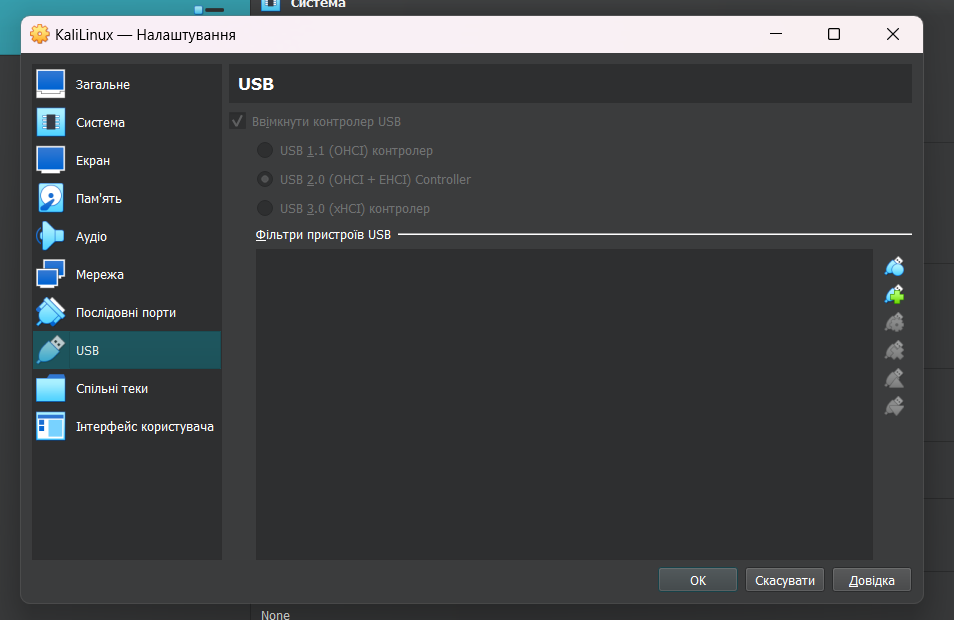 Система
KaliLinux — Налаштування
Загальне
Система
Екран
Пам'ять
Аудіо
Мережа
Послідовні порти
USB
Спільні теки
Інтерфейс користувача
USB
Ввімкнути контролер USB
USB 1.1 (OHCI) контролер
USB 2.0 (OHCI + EHCI) Controller
USB 3.0 (xHCI) контролер
Фільтри пристроїв USB
ОК
Скасувати
Довідка
None